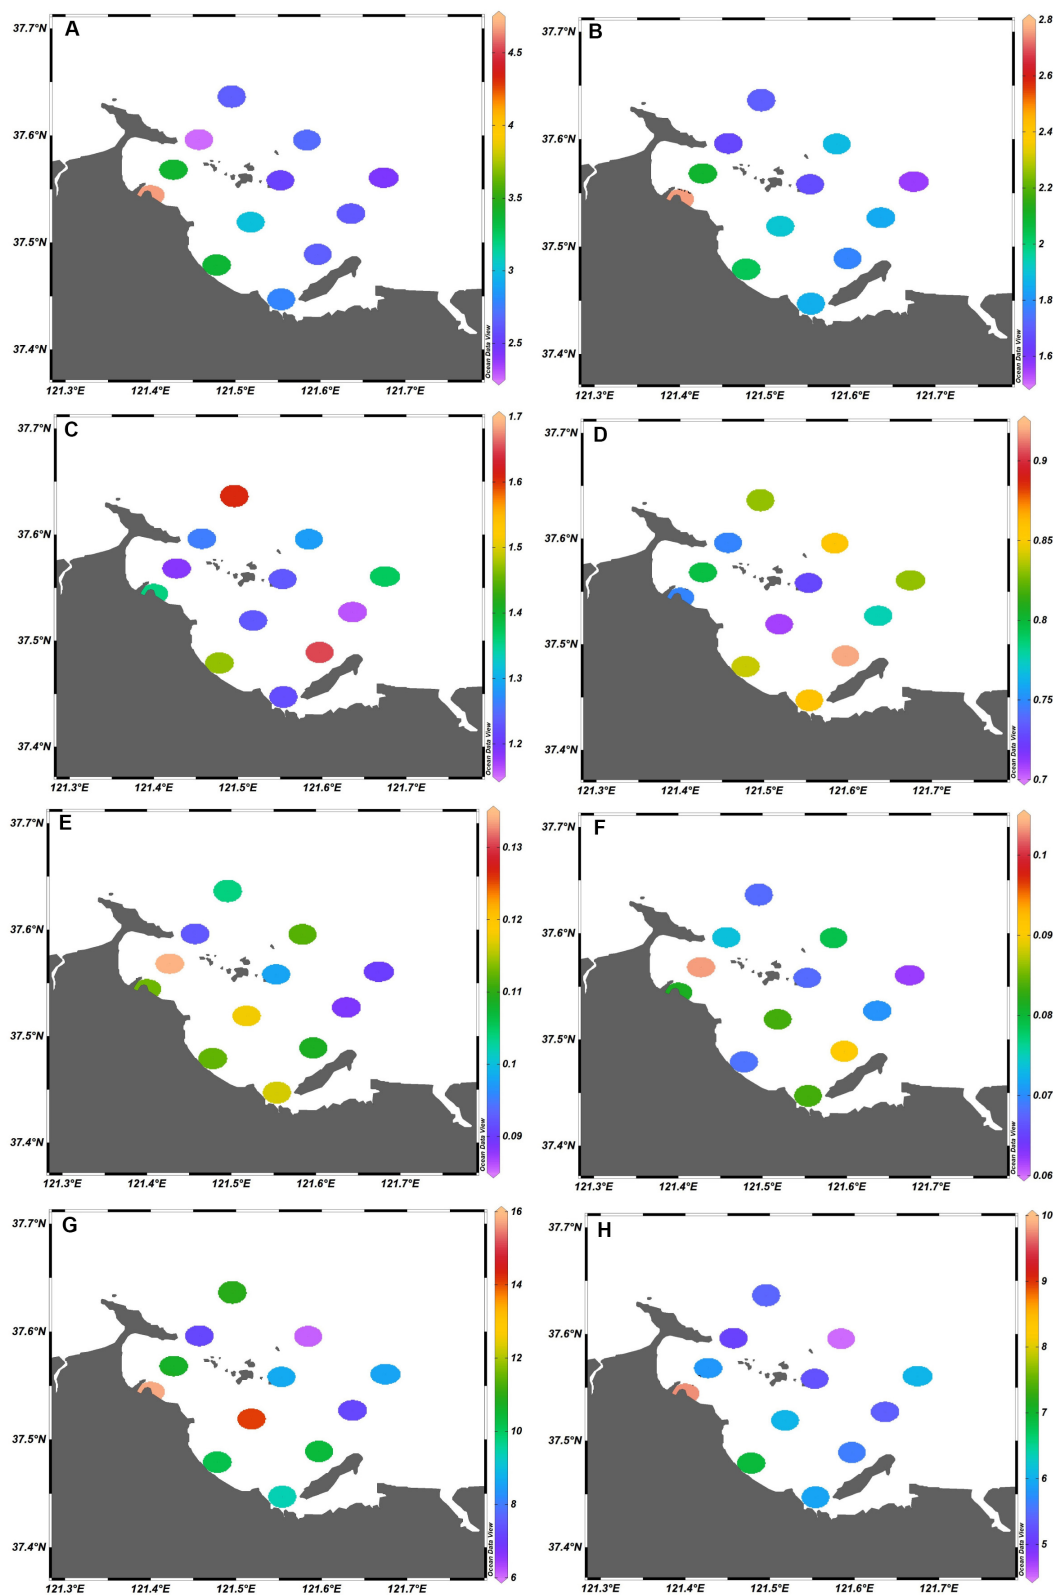 A
37.7°N
37.6°N
37.5°N
37.4°N
121.3°E 121.4°E 121.5°E 121.6°E 121.7°E
4.5
4
3.5
3
2.5
Ocean Data View
B
37.7°N
37.6°N
37.5°N
37.4°N
121.3°E 121.4°E 121.5°E 121.6°E 121.7°E
2.8
2.6
2.4
2.2
2
1.8
1.6
Ocean Data View
C
37.7°N
37.6°N
37.5°N
37.4°N
121.3°E 121.4°E 121.5°E 121.6°E 121.7°E
1.7
1.6
1.5
1.4
1.3
1.2
Ocean Data View
D
37.7°N
37.6°N
37.5°N
37.4°N
121.3°E 121.4°E 121.5°E 121.6°E 121.7°E
0.9
0.85
0.8
0.75
0.7
Ocean Data View
E
37.7°N
37.6°N
37.5°N
37.4°N
121.3°E 121.4°E 121.5°E 121.6°E 121.7°E
0.13
0.12
0.11
0.1
0.09
Ocean Data View
F
37.7°N
37.6°N
37.5°N
37.4°N
121.3°E 121.4°E 121.5°E 121.6°E 121.7°E
0.1
0.09
0.08
0.07
0.06
Ocean Data View
G
37.7°N
37.6°N
37.5°N
37.4°N
121.3°E 121.4°E 121.5°E 121.6°E 121.7°E
16
14
12
10
8
6
Ocean Data View
H
37.7°N
37.6°N
37.5°N
37.4°N
121.3°E 121.4°E 121.5°E 121.6°E 121.7°E
10
9
8
7
6
5
Ocean Data View